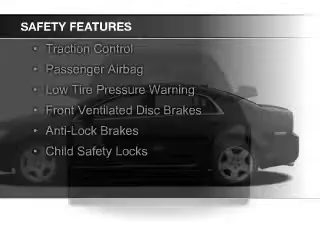 SAFETY FEATURES
• Traction Control
• Passenger Airbag
• Low Tire Pressure Warning
• Front Ventilated Disc Brakes
• Anti-Lock Brakes
• Child Safety Locks